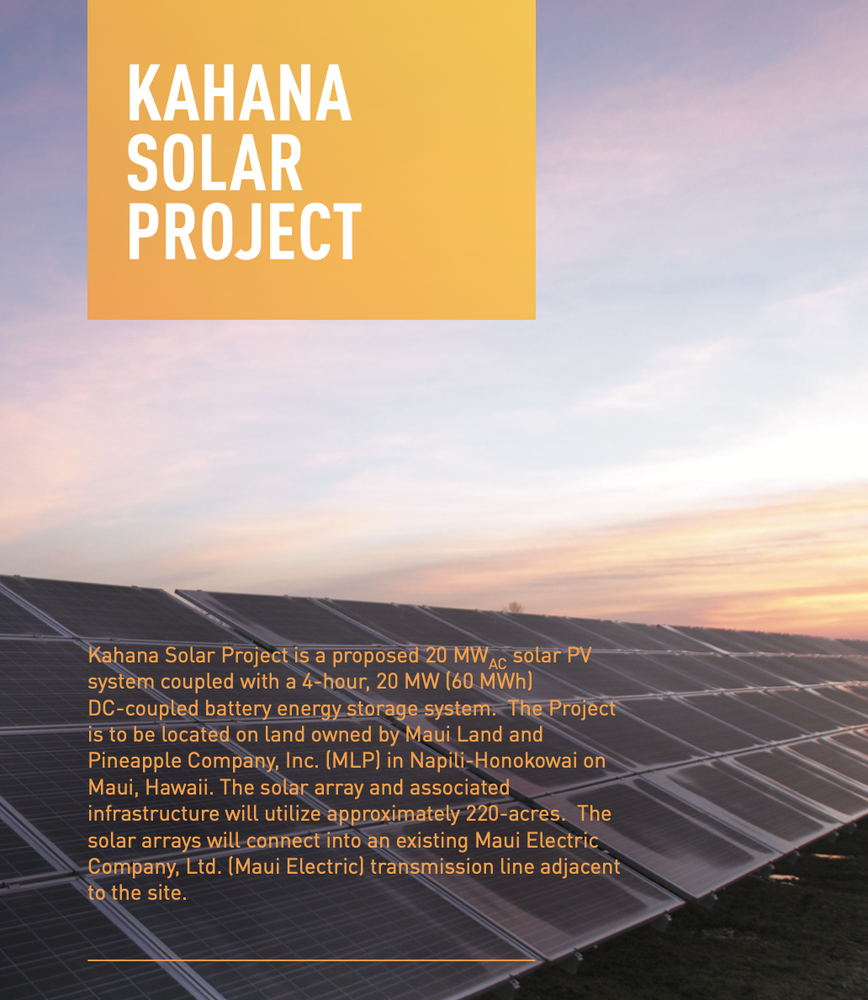 KAHANA
SOLAR
PROJECT
Kahana Solar Project is a proposed 20 MWAC solar PV
system coupled with a 4-hour, 20 MW (60 MWh)
DC-coupled battery energy storage system. The Project
is to be located on land owned by Maui Land and
Pineapple Company, Inc. (MLP) in Napili-Honokowai on
Maui, Hawaii. The solar array and associated
infrastructure will utilize approximately 220-acres. The
solar arrays will connect into an existing Maui Electric
Company, Ltd. (Maui Electric) transmission line adjacent
to the site.